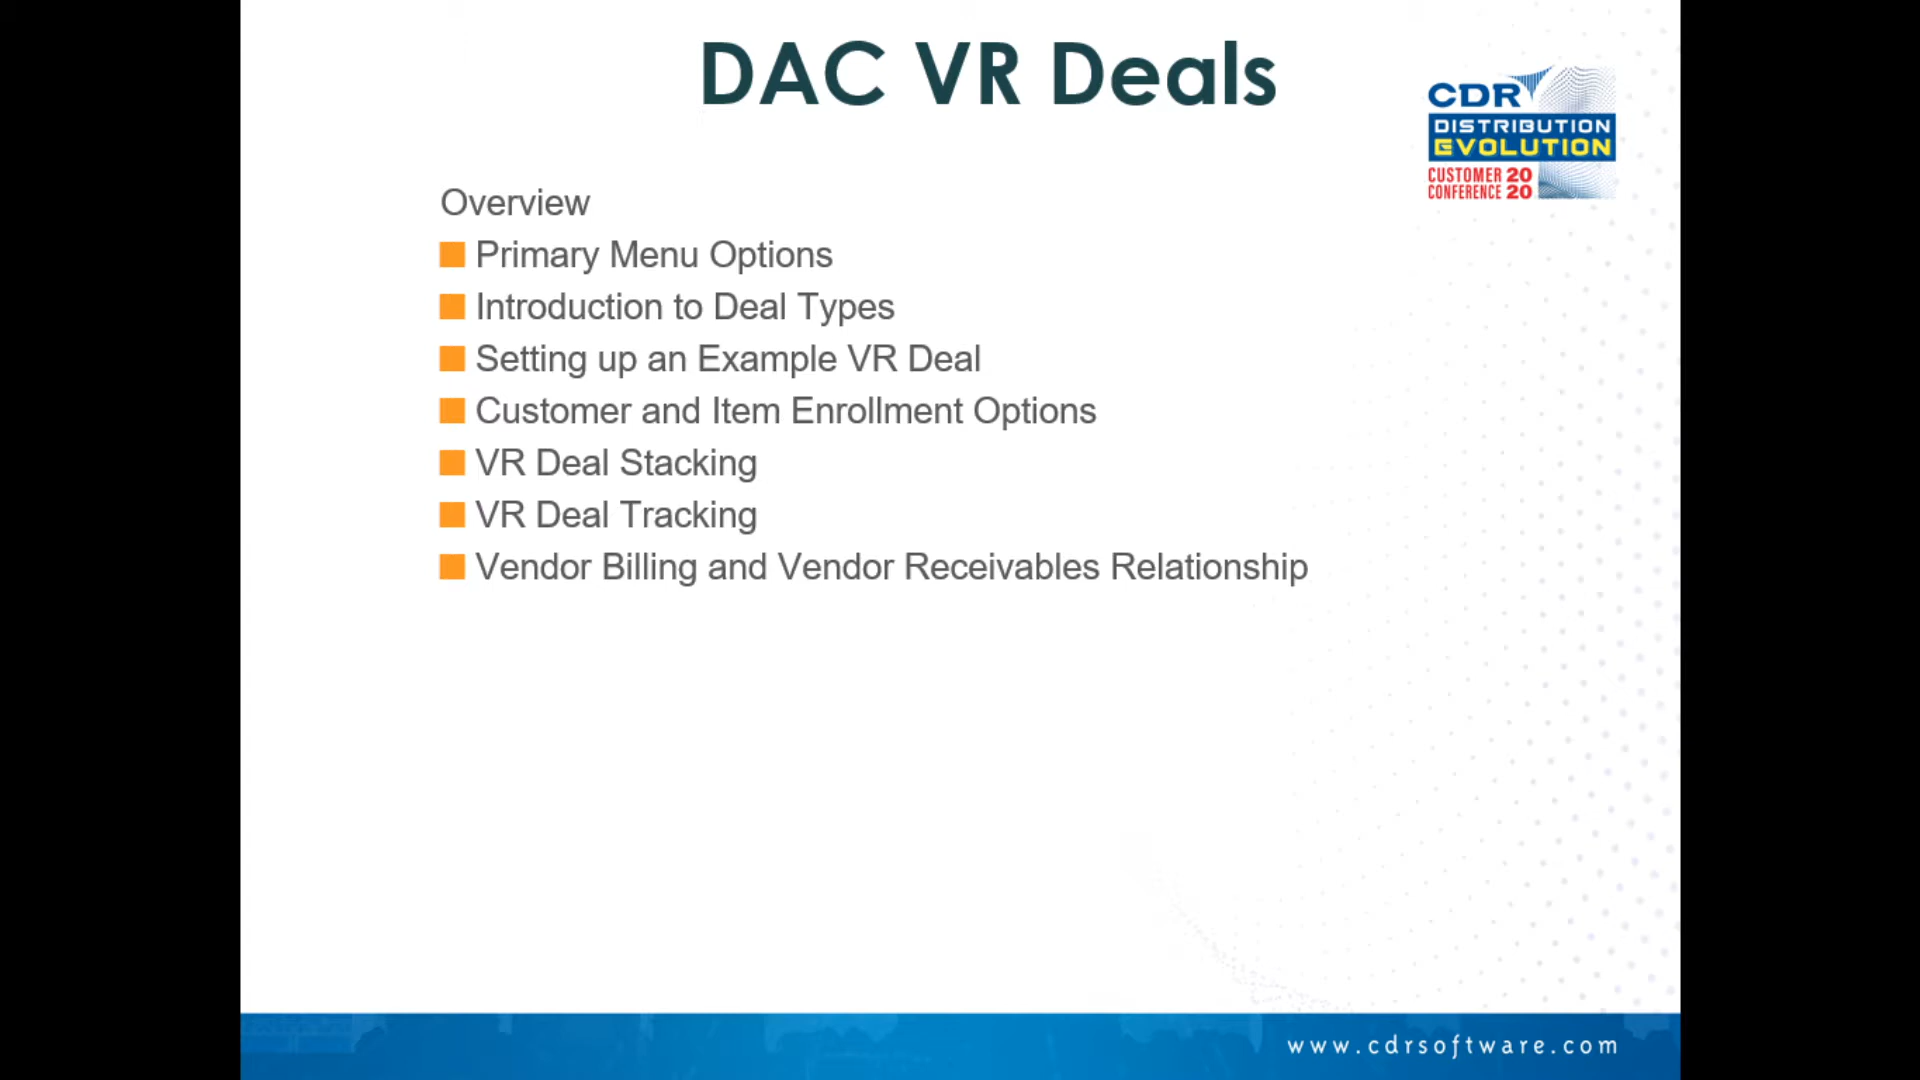 DAC VR Deals
CDR
DISTRIBUTION
EVOLUTION
CUSTOMER 20
CONFERENCE 20
Overview
Primary Menu Options
Introduction to Deal Types
Setting up an Example VR Deal
Customer and Item Enrollment Options
VR Deal Stacking
VR Deal Tracking
Vendor Billing and Vendor Receivables Relationship
www.cdrsoftware.com